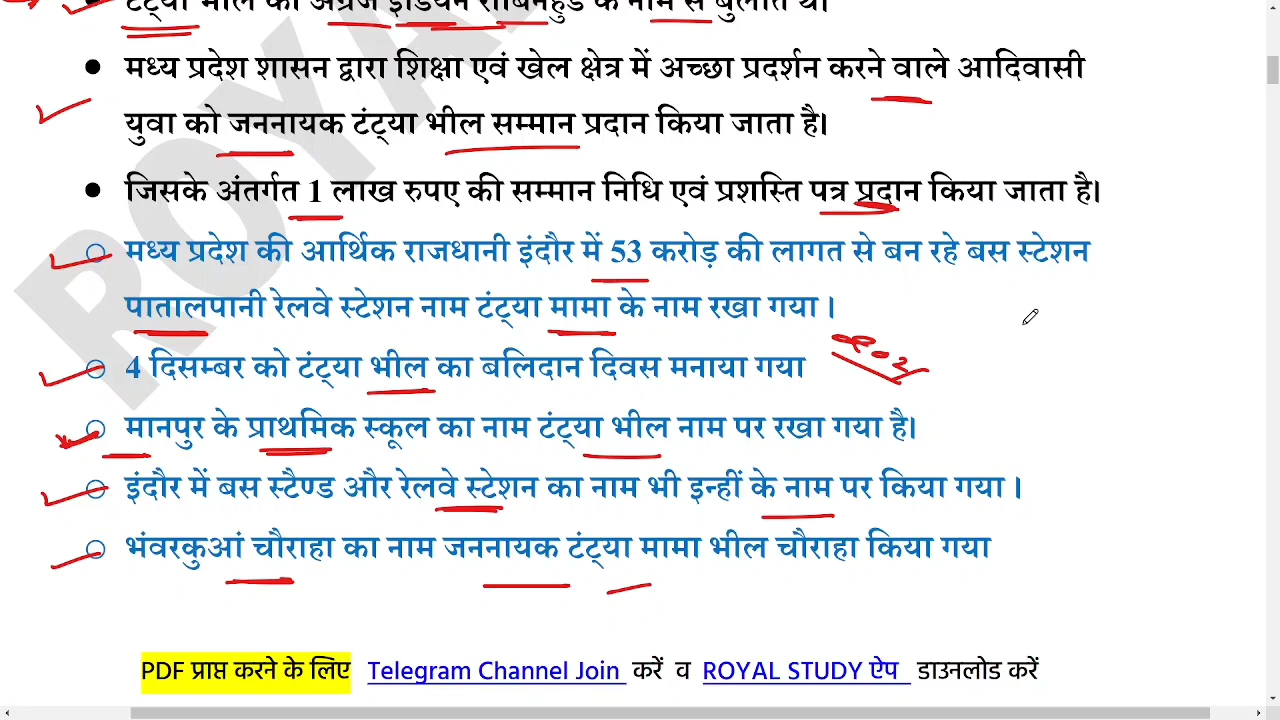 टंट्या भील को अंग्रेज इंडियन रॉबिनहुड के नाम से बुलाते थे।
● मध्य प्रदेश शासन द्वारा शिक्षा एवं खेल क्षेत्र में अच्छा प्रदर्शन करने वाले आदिवासी
युवा को जननायक टंट्या भील सम्मान प्रदान किया जाता है।
● जिसके अंतर्गत 1 लाख रुपए की सम्मान निधि एवं प्रशस्ति पत्र प्रदान किया जाता है।
○ मध्य प्रदेश की आर्थिक राजधानी इंदौर में 53 करोड़ की लागत से बन रहे बस स्टेशन
पातालपानी रेलवे स्टेशन नाम टंट्या मामा के नाम रखा गया।
○ 4 दिसम्बर को टंट्या भील का बलिदान दिवस मनाया गया
○ मानपुर के प्राथमिक स्कूल का नाम टंट्या भील नाम पर रखा गया है।
○ इंदौर में बस स्टैण्ड और रेलवे स्टेशन का नाम भी इन्हीं के नाम पर किया गया।
○ भंवरकुआं चौराहा का नाम जननायक टंट्या मामा भील चौराहा किया गया
PDF प्राप्त करने के लिए Telegram Channel Join करें व ROYAL STUDY ऐप डाउनलोड करें